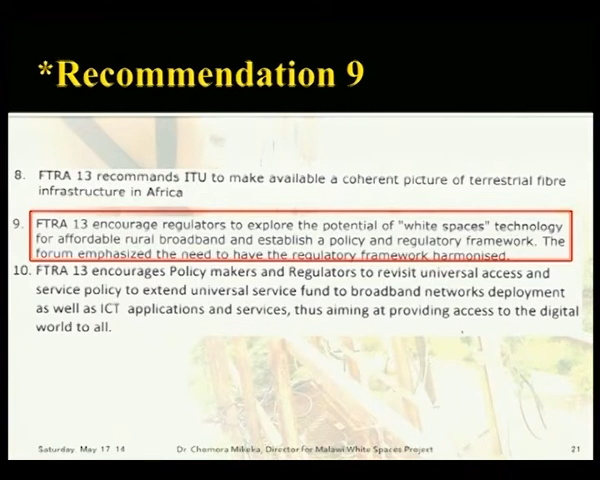 *Recommendation 9
8. FTRA 13 recommends ITU to make available a coherent picture of terrestrial fibre
infrastructure in Africa
9. FTRA 13 encourage regulators to explore the potential of "white spaces" technology
for affordable rural broadband and establish a policy and regulatory framework. The
forum emphasized the need to have the regulatory framework harmonised.
10. FTRA 13 encourages Policy makers and Regulators to revisit universal access and
service policy to extend universal service fund to broadband networks deployment
as well as ICT applications and services, thus aiming at providing access to the digital
world to all.
Saturday May 17 14 Dr Chomora Mikeka, Director for Malawi White Spaces Project 21